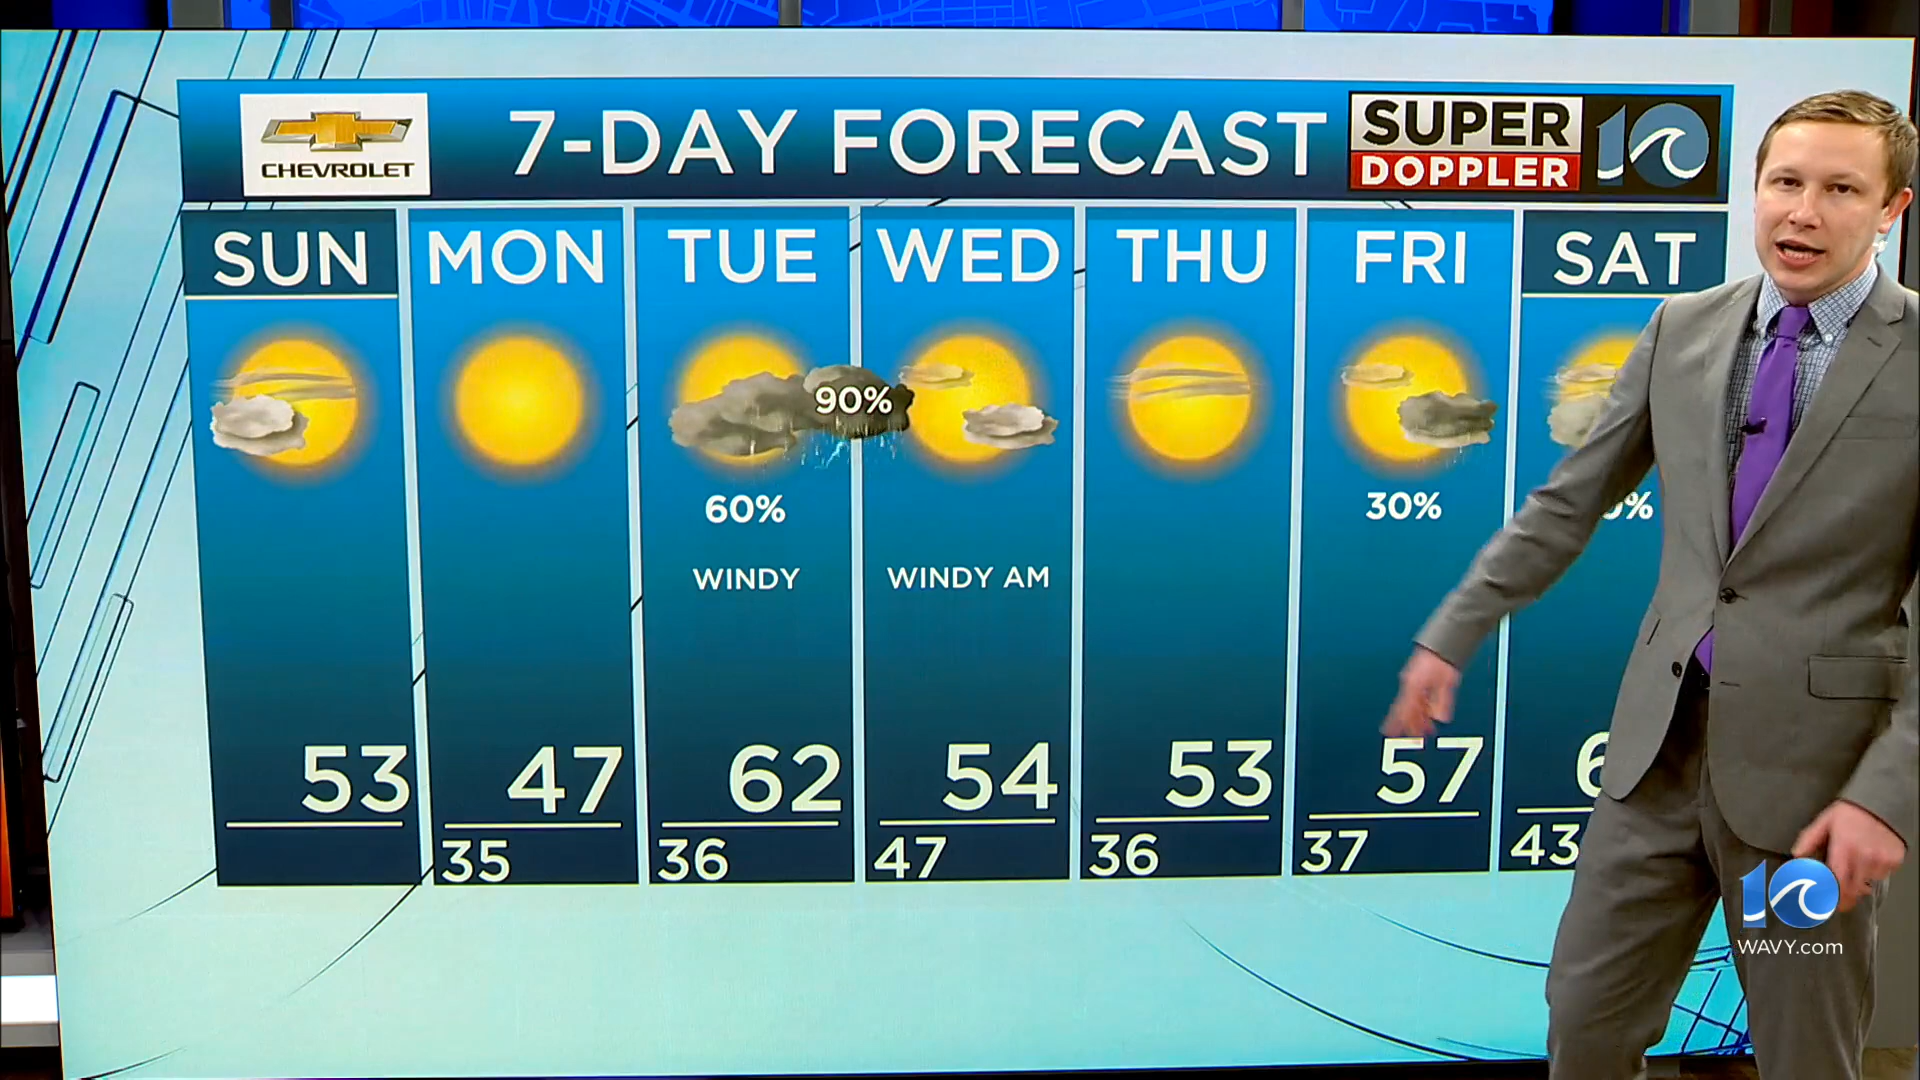 CHEVROLET
7-DAY FORECAST
SUPER
DOPPLER
10
SUN MON TUE WED THU FRI SAT
90%
60% 30%
WINDY WINDY AM
53 47 62 54 53 57
35 36 47 36 37 43
10
WAVY.com